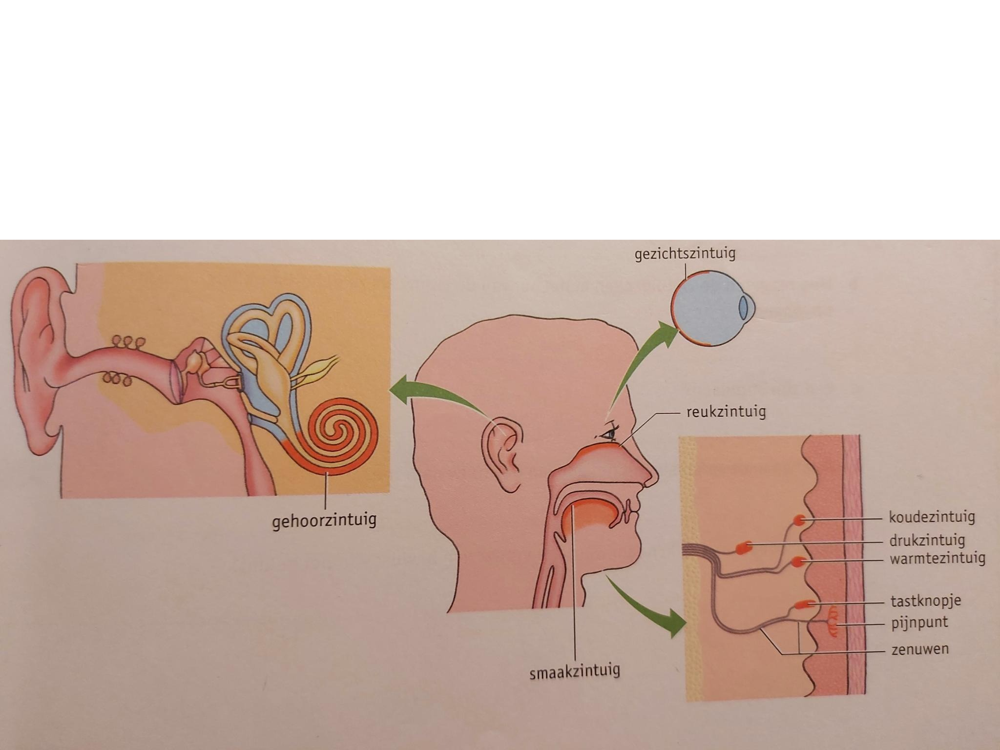 gezichtszintuig
reukzintuig
gehoorzintuig
koudezintuig
drukzintuig
warmtezintuig
tastknopje
pijnpunt
zenuwen
smaakzintuig